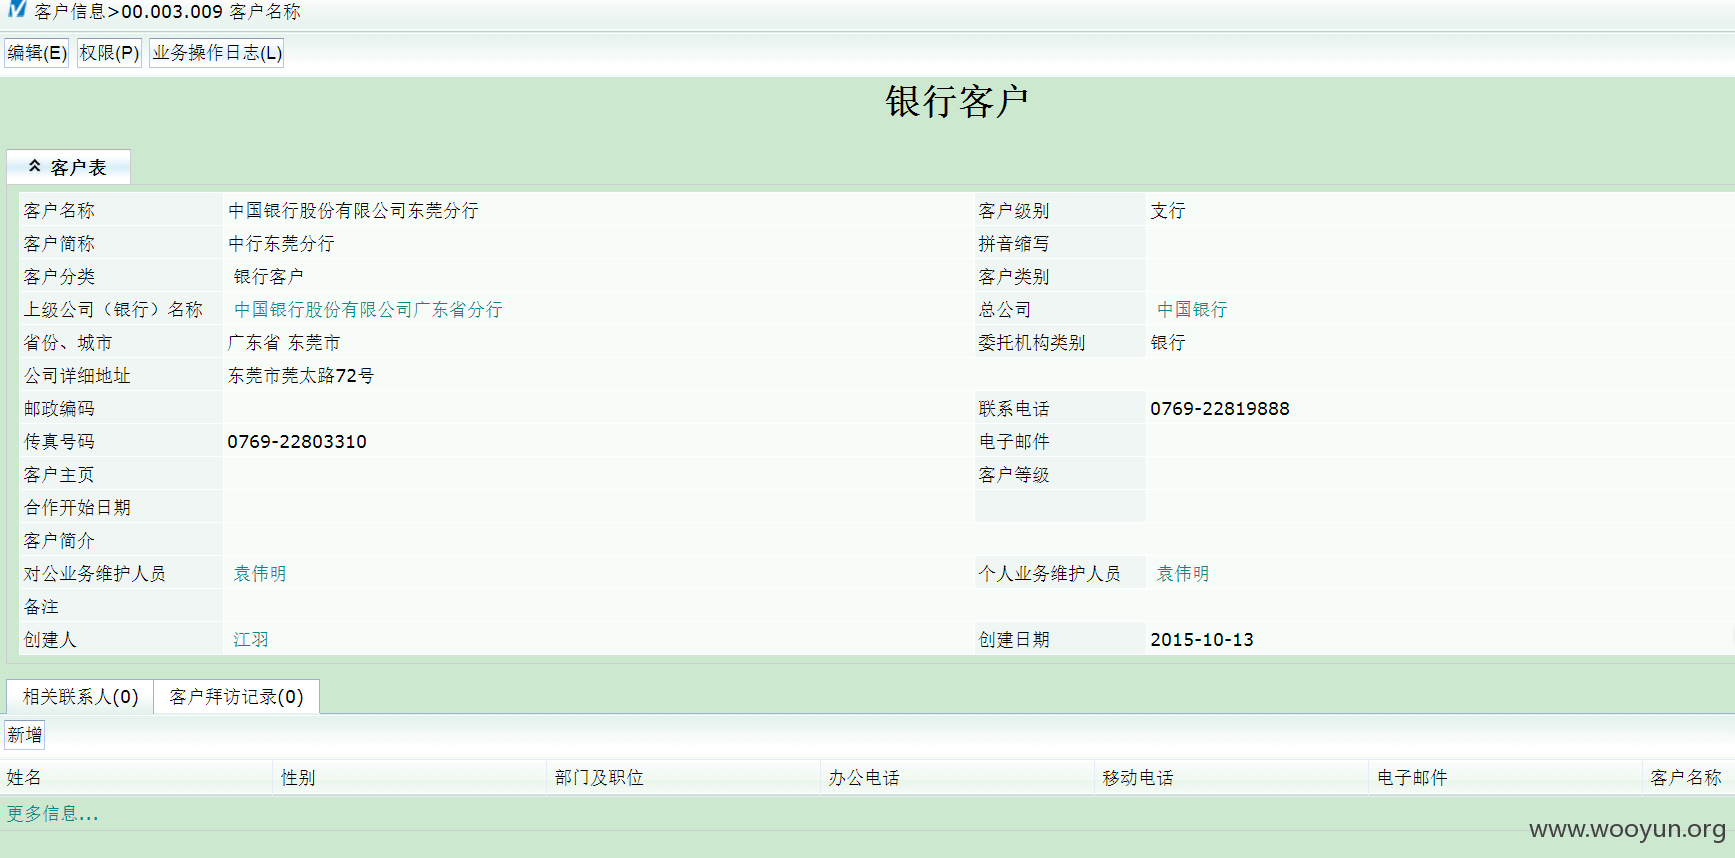 客户信息>00.003.009 客户名称
编辑(E) 权限(P) 业务操作日志(L)
银行客户
客户表
客户名称 中国银行股份有限公司东莞分行 客户级别 支行
客户简称 中行东莞分行 拼音缩写
客户分类 银行客户 客户类别
上级公司（银行）名称 中国银行股份有限公司广东省分行 总公司 中国银行
省份、城市 广东省 东莞市 委托机构类别 银行
公司详细地址 东莞市莞太路72号
邮政编码 联系电话 0769-22819888
传真号码 0769-22803310 电子邮件
客户主页 客户等级
合作开始日期
客户简介
对公业务维护人员 袁伟明 个人业务维护人员 袁伟明
备注
创建人 江羽 创建日期 2015-10-13
相关联系人(0) 客户拜访记录(0)
新增
姓名 性别 部门及职位 办公电话 移动电话 电子邮件 客户名称
更多信息...
www.wooyun.org